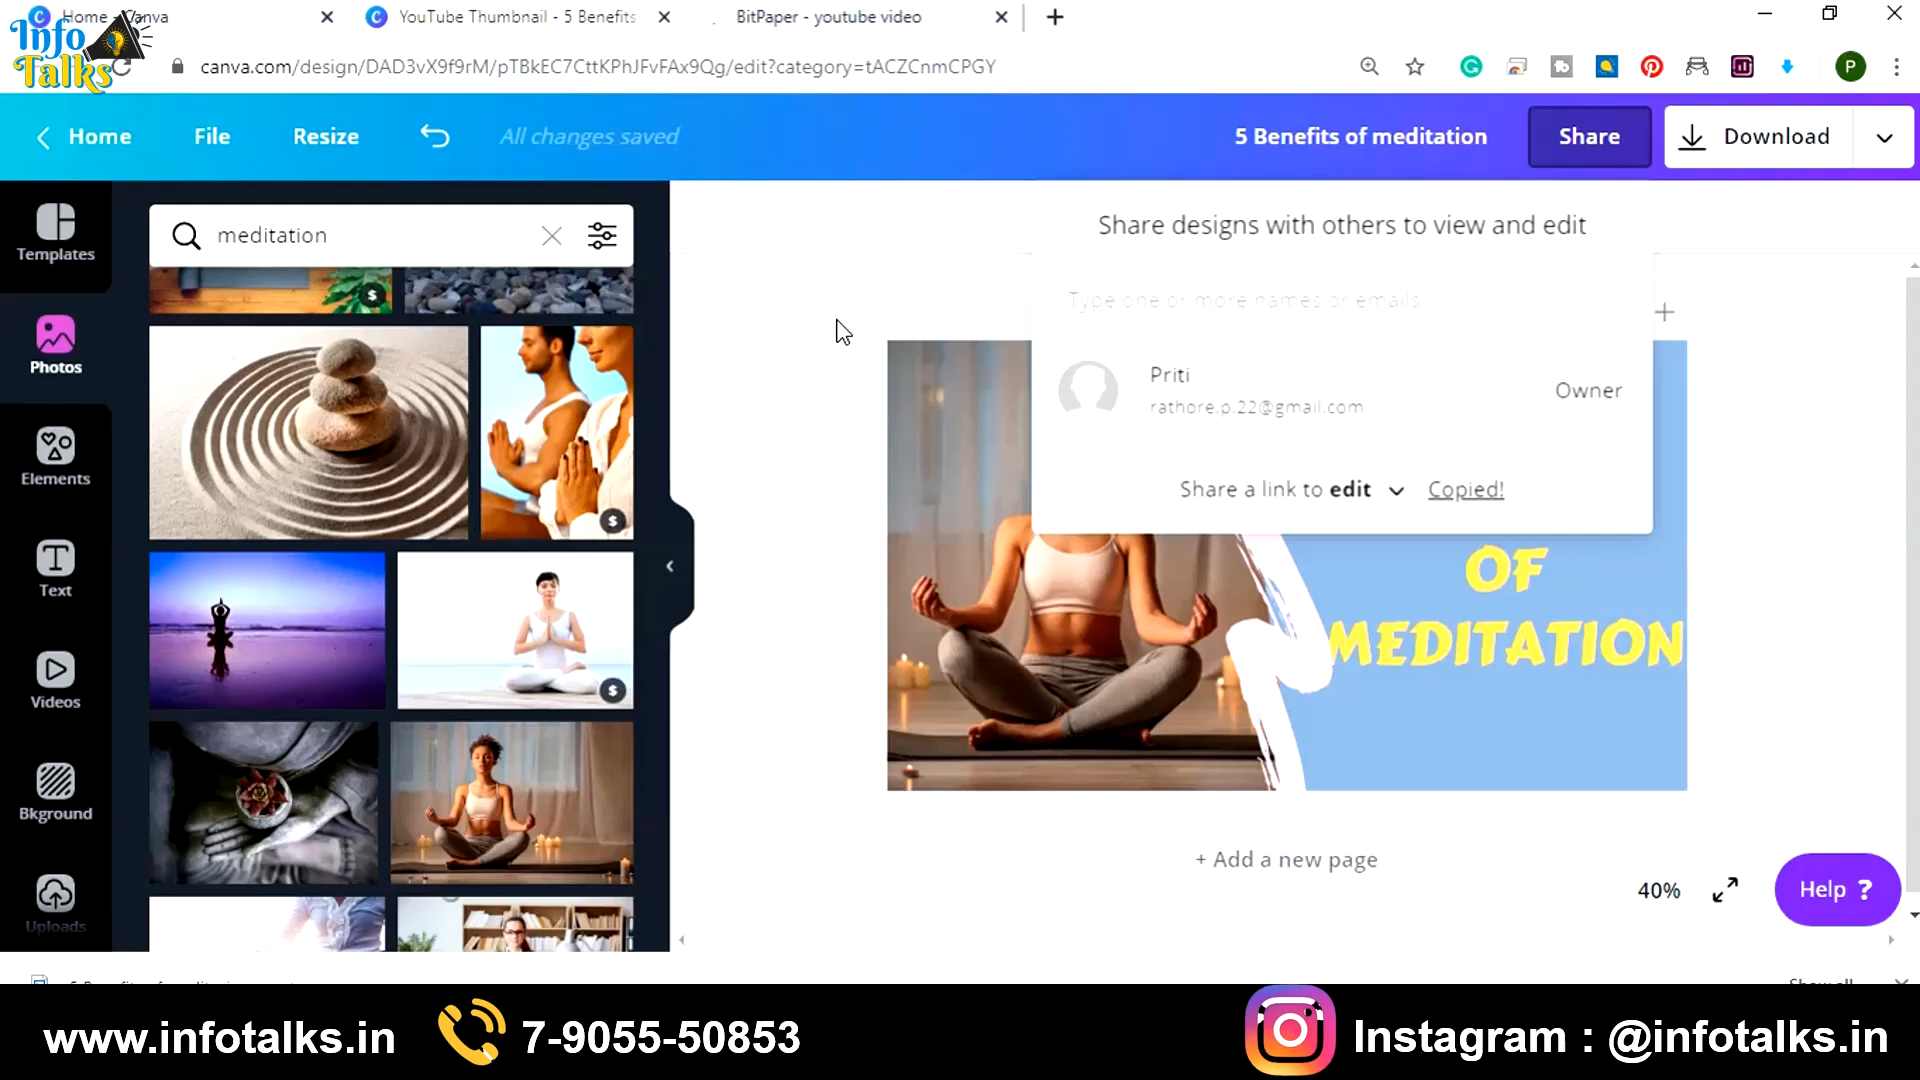 Info
Talks
Home - Canva
YouTube Thumbnail - 5 Benefits
BitPaper - youtube video
canva.com/design/DAD3vX9f9rM/pTBkEC7CttKPhJFvFAx9Qg/edit?category=tACZCnmCPGY
P
Home
File
Resize
All changes saved
5 Benefits of meditation
Share
Download
Templates
Photos
Elements
Text
Videos
Bkground
Uploads
meditation
$
$
$
Share designs with others to view and edit
Type one or more names or emails
Priti
rathore.p.22@gmail.com
Owner
Share a link to edit
Copied!
OF
MEDITATION
+ Add a new page
40%
Help ?
Show all
www.infotalks.in
7-9055-50853
Instagram : @infotalks.in